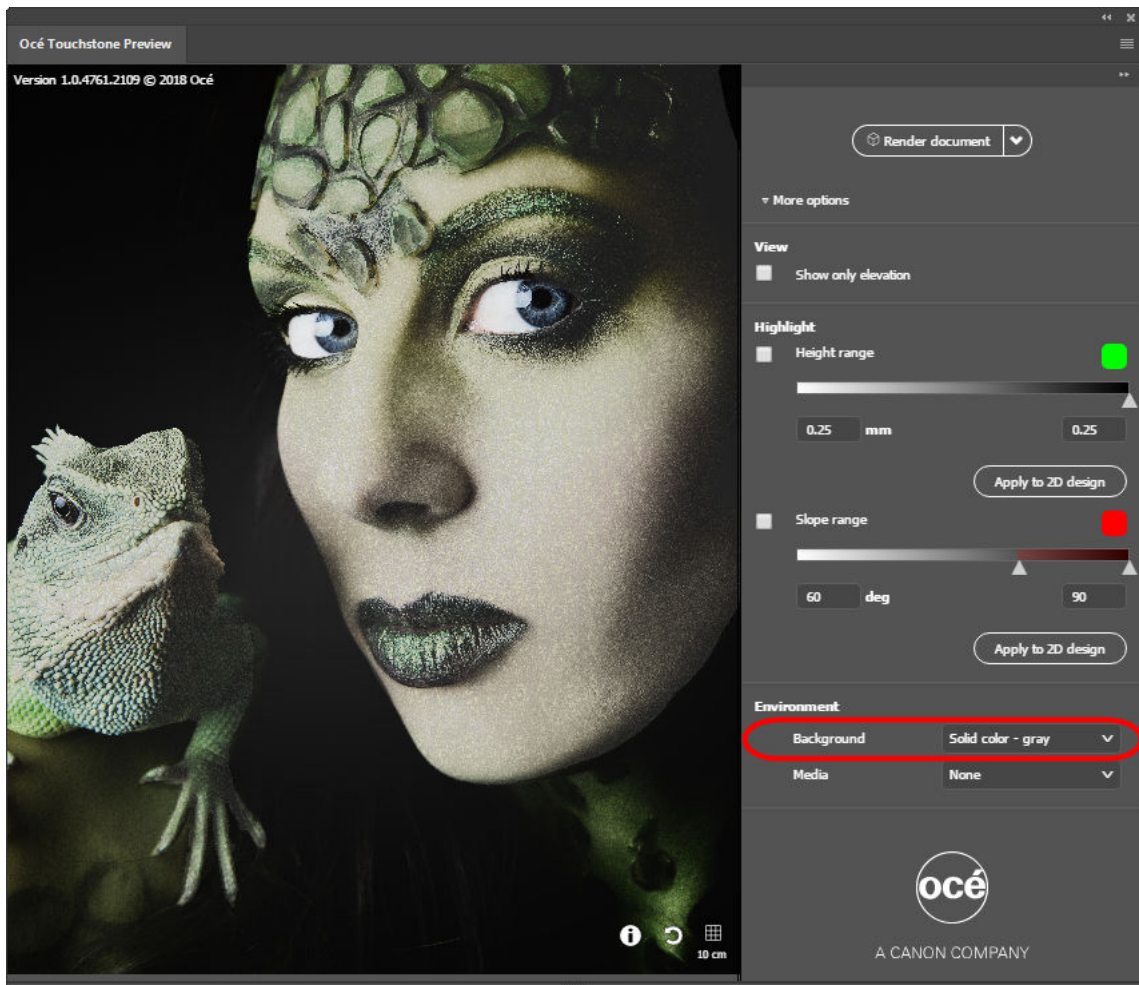 Océ Touchstone Preview
Version 1.0.4761.2109 © 2018 Océ
Render document
More options
View
Show only elevation
Highlight
Height range
0.25 mm 0.25
Apply to 2D design
Slope range
60 deg 90
Apply to 2D design
Environment
Background Solid color - gray
Media None
10 cm
océ
A CANON COMPANY